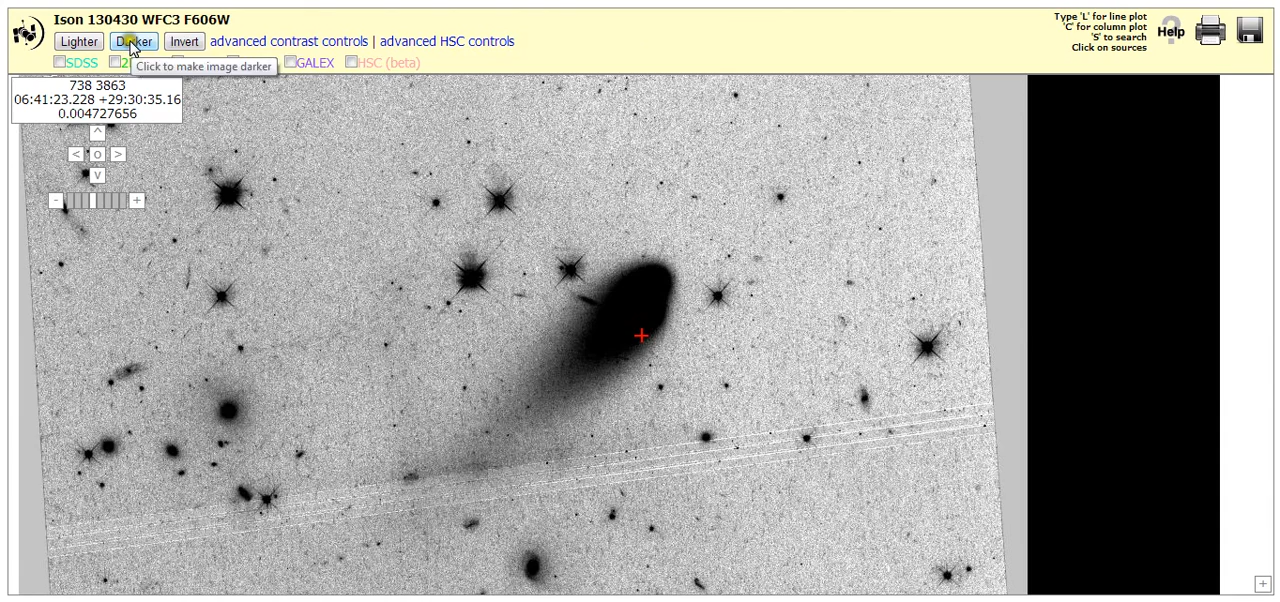 Ison 130430 WFC3 F606W
Lighter Darker Invert advanced contrast controls | advanced HSC controls
SDSS GALEX HSC (beta)
Click to make image darker
Type 'L' for line plot
'C' for column plot
'S' to search
Click on sources
Help
738 3863
06:41:23.228 +29:30:35.16
0.004727656
^
< o >
v
- +
+